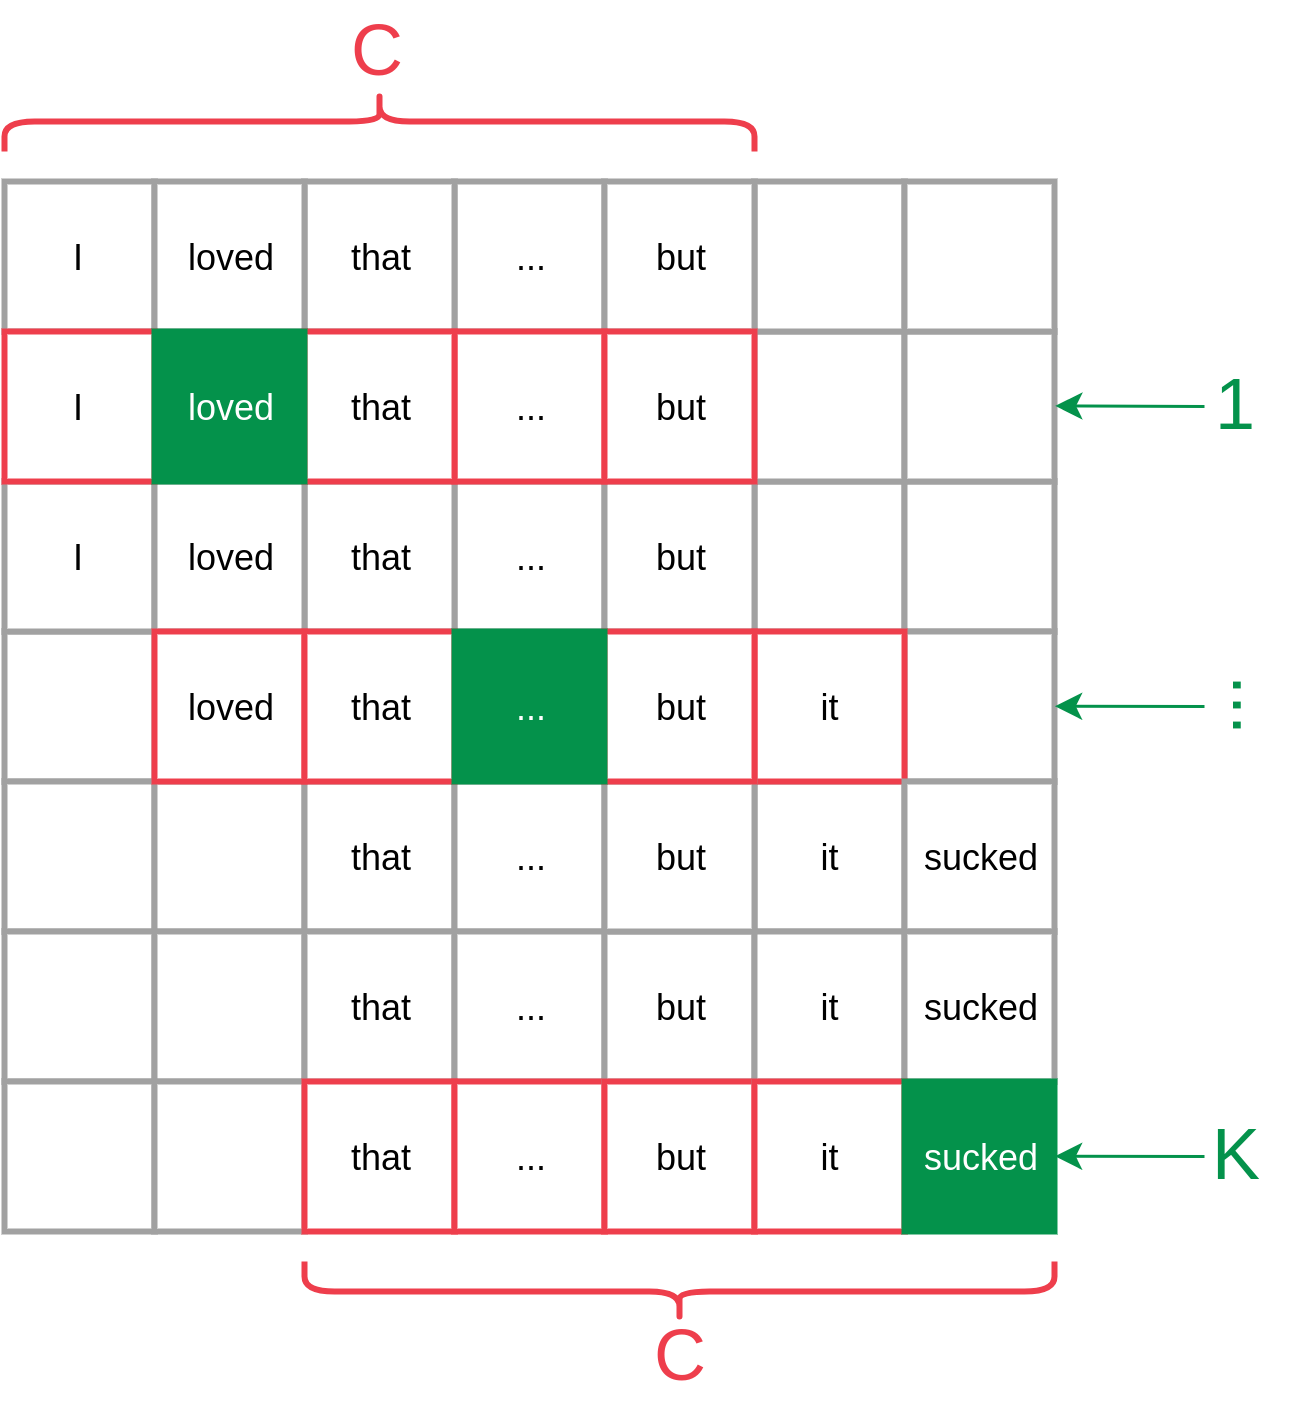 C
I loved that ... but
I loved that ... but 1
I loved that ... but
loved that ... but it ⋮
that ... but it sucked
that ... but it sucked
that ... but it sucked K
C